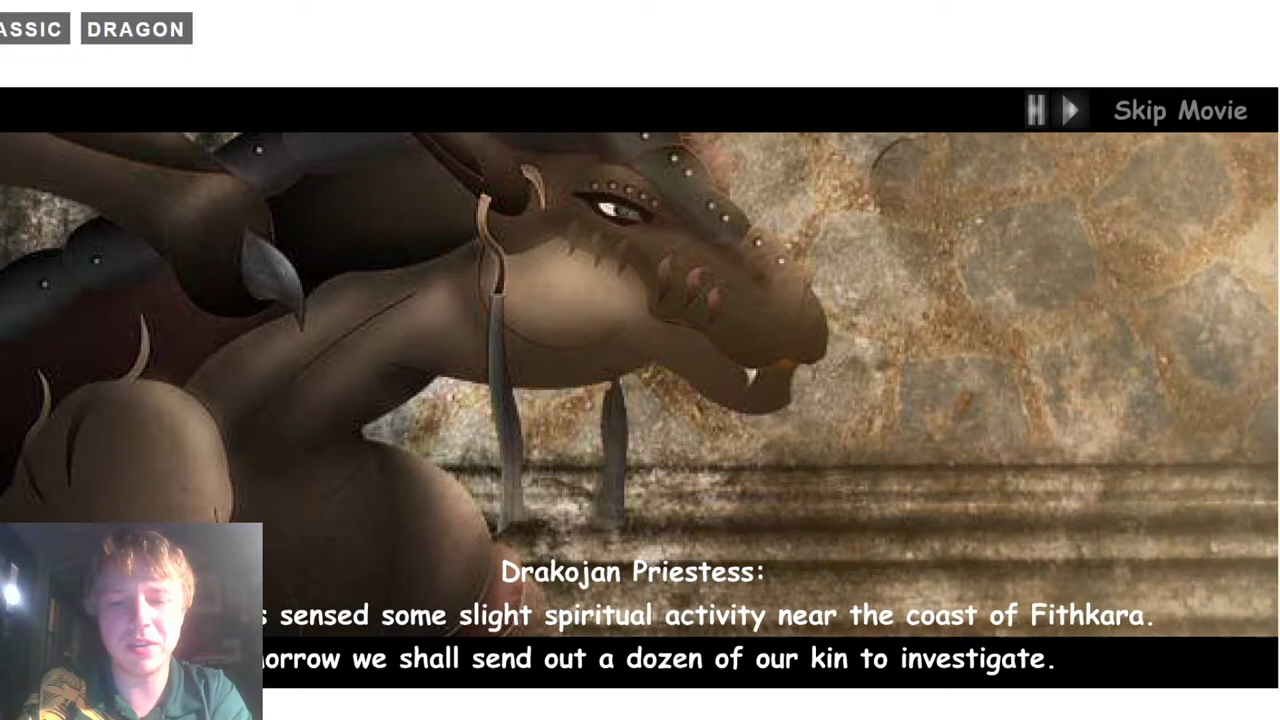 ASSIC DRAGON
Skip Movie
Drakojan Priestess:
s sensed some slight spiritual activity near the coast of Fithkara.
morrow we shall send out a dozen of our kin to investigate.